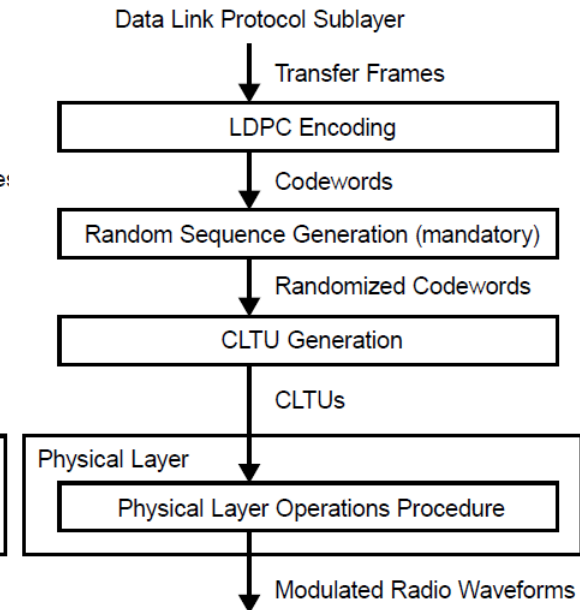 Data Link Protocol Sublayer
Transfer Frames
LDPC Encoding
Codewords
Random Sequence Generation (mandatory)
Randomized Codewords
CLTU Generation
CLTUs
Physical Layer
Physical Layer Operations Procedure
Modulated Radio Waveforms